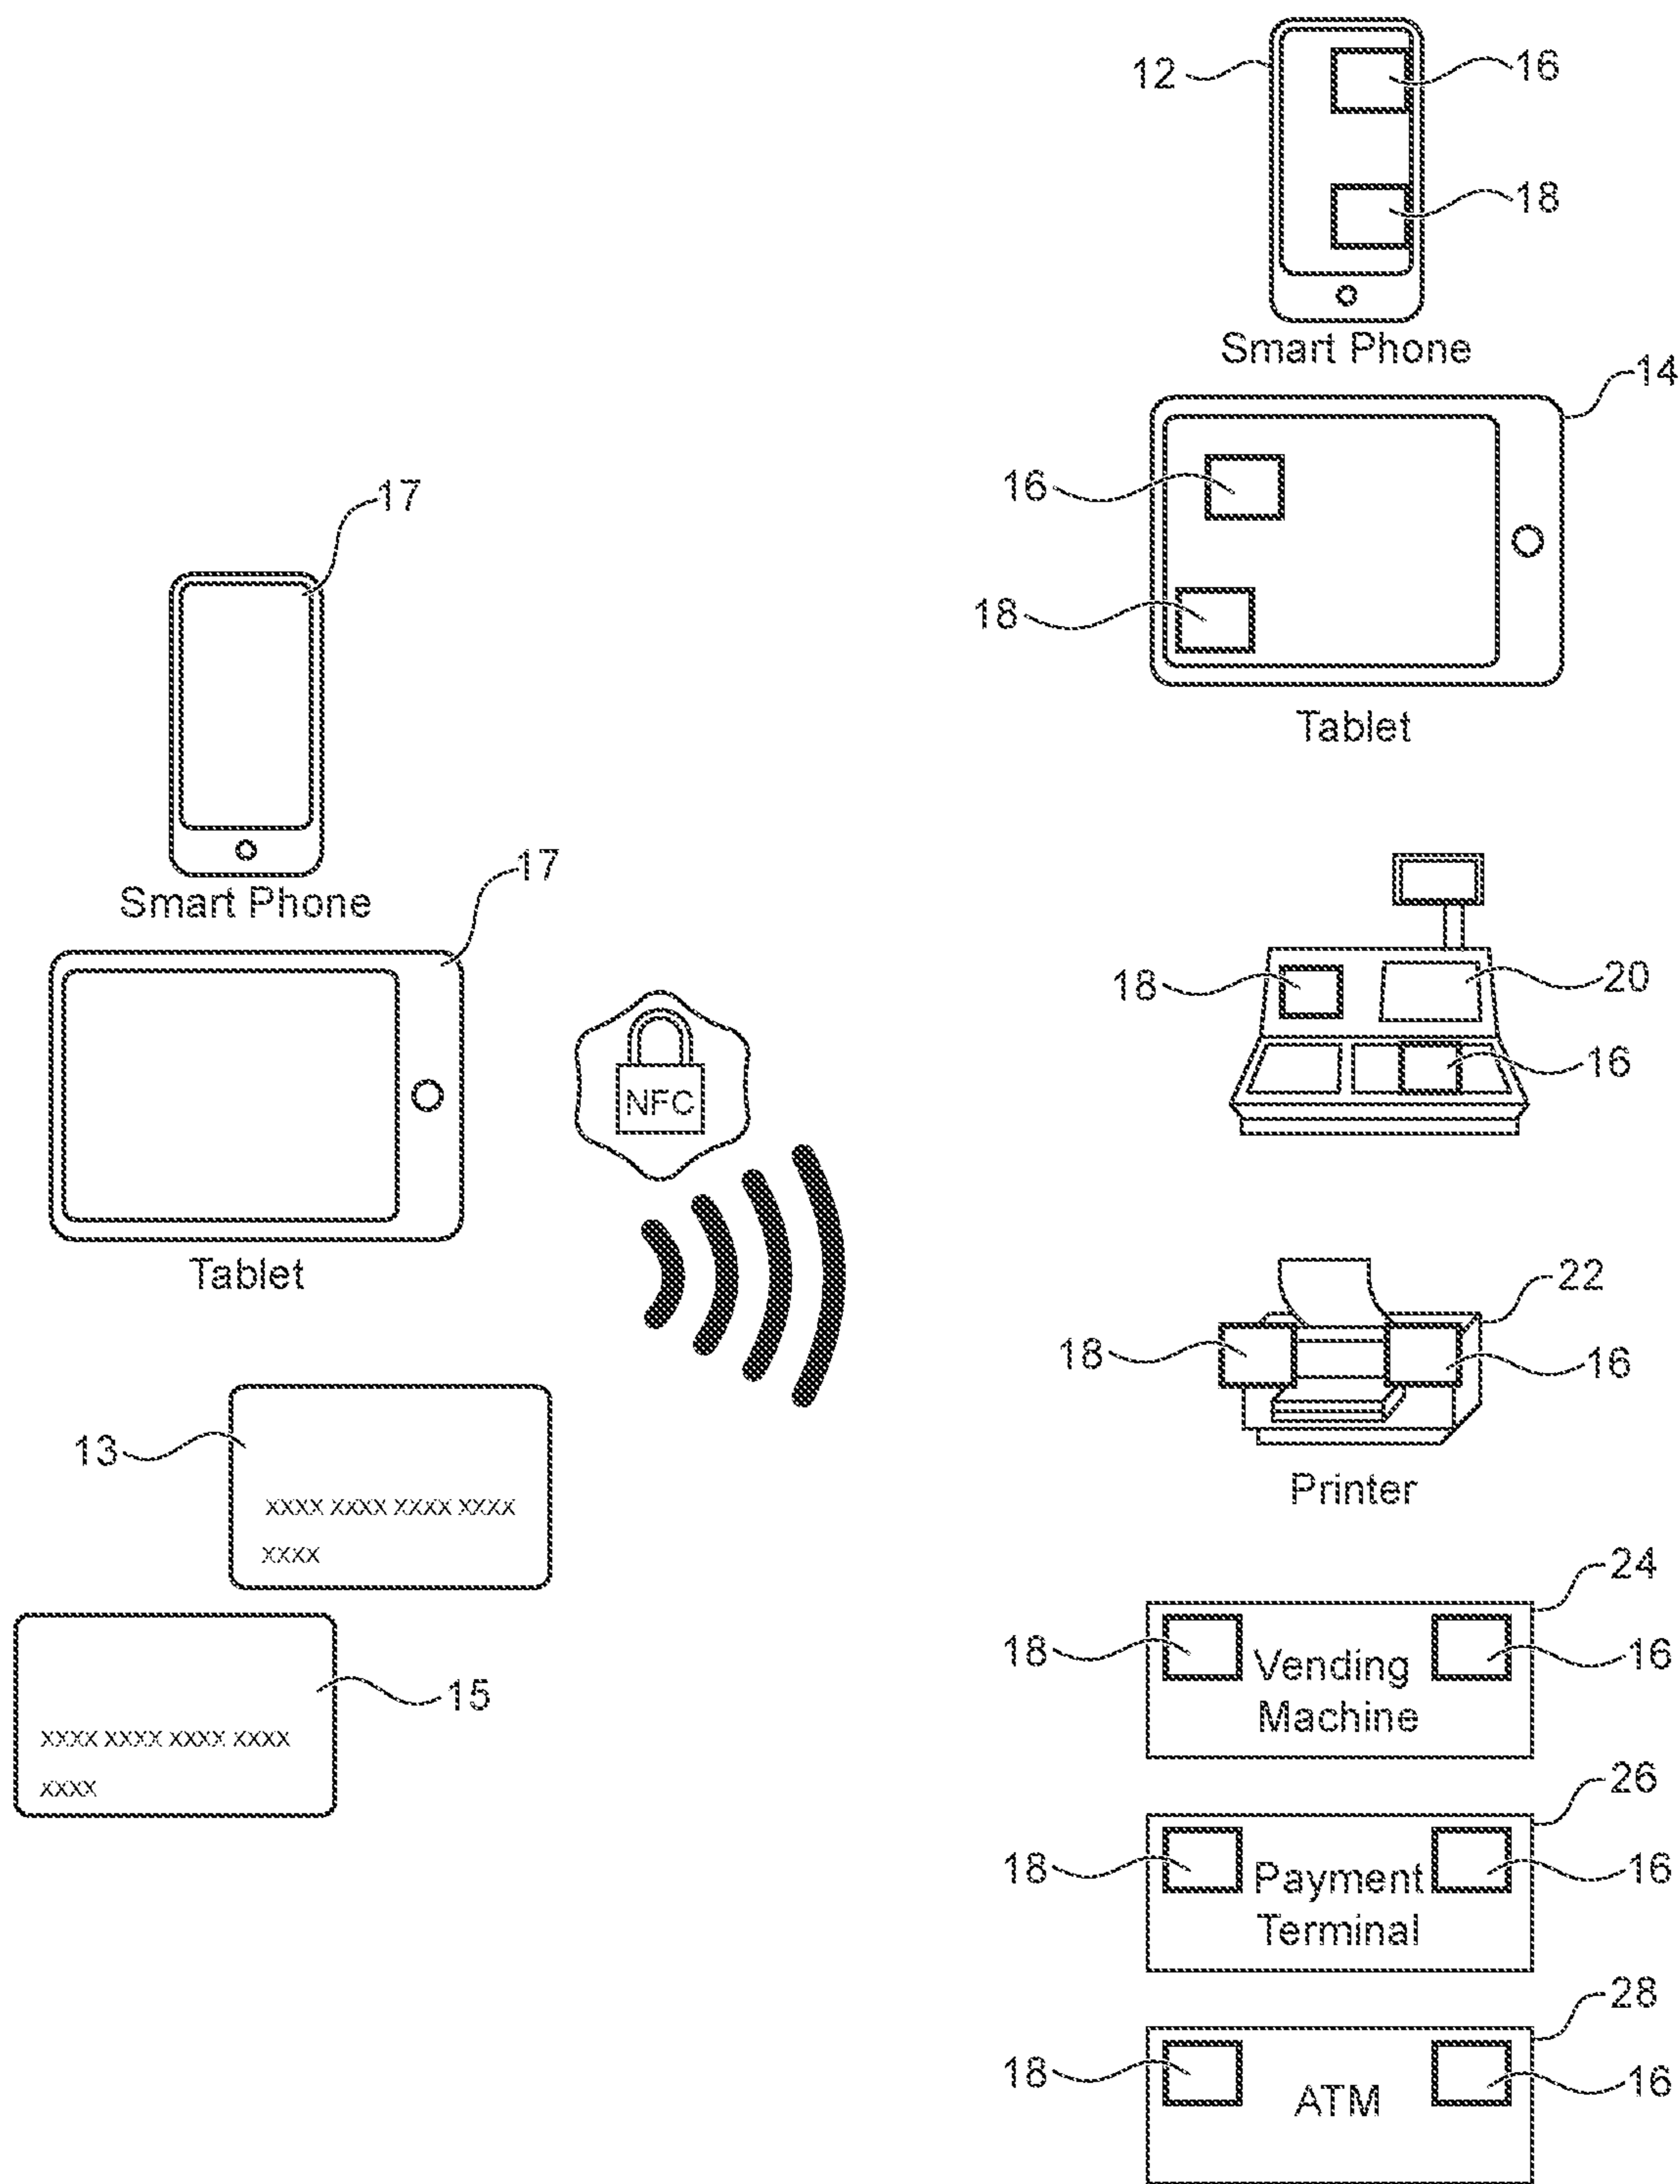 12
16
18
Smart Phone
14
16
18
Tablet
17
Smart Phone
17
Tablet
NFC
13
XXXX XXXX XXXX XXXX
XXXX
15
XXXX XXXX XXXX XXXX
XXXX
18
20
16
22
18
16
Printer
24
18
16
Vending
Machine
26
18
16
Payment
Terminal
28
18
16
ATM